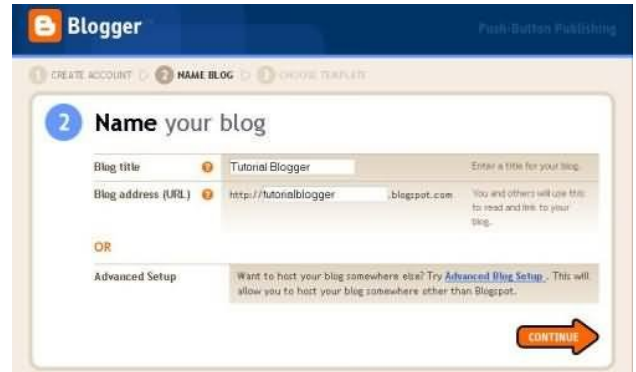 Blogger
Push-Button Publishing
1 CREATE ACCOUNT 2 NAME BLOG 3 CHOOSE TEMPLATE
2 Name your blog
Blog title ? Tutorial Blogger Enter a title for your blog.
Blog address (URL) ? http://tutorialblogger .blogspot.com You and others will use this
to read and link to your
blog.
OR
Advanced Setup Want to host your blog somewhere else? Try Advanced Blog Setup . This will
allow you to host your blog somewhere other than Blogspot.
CONTINUE